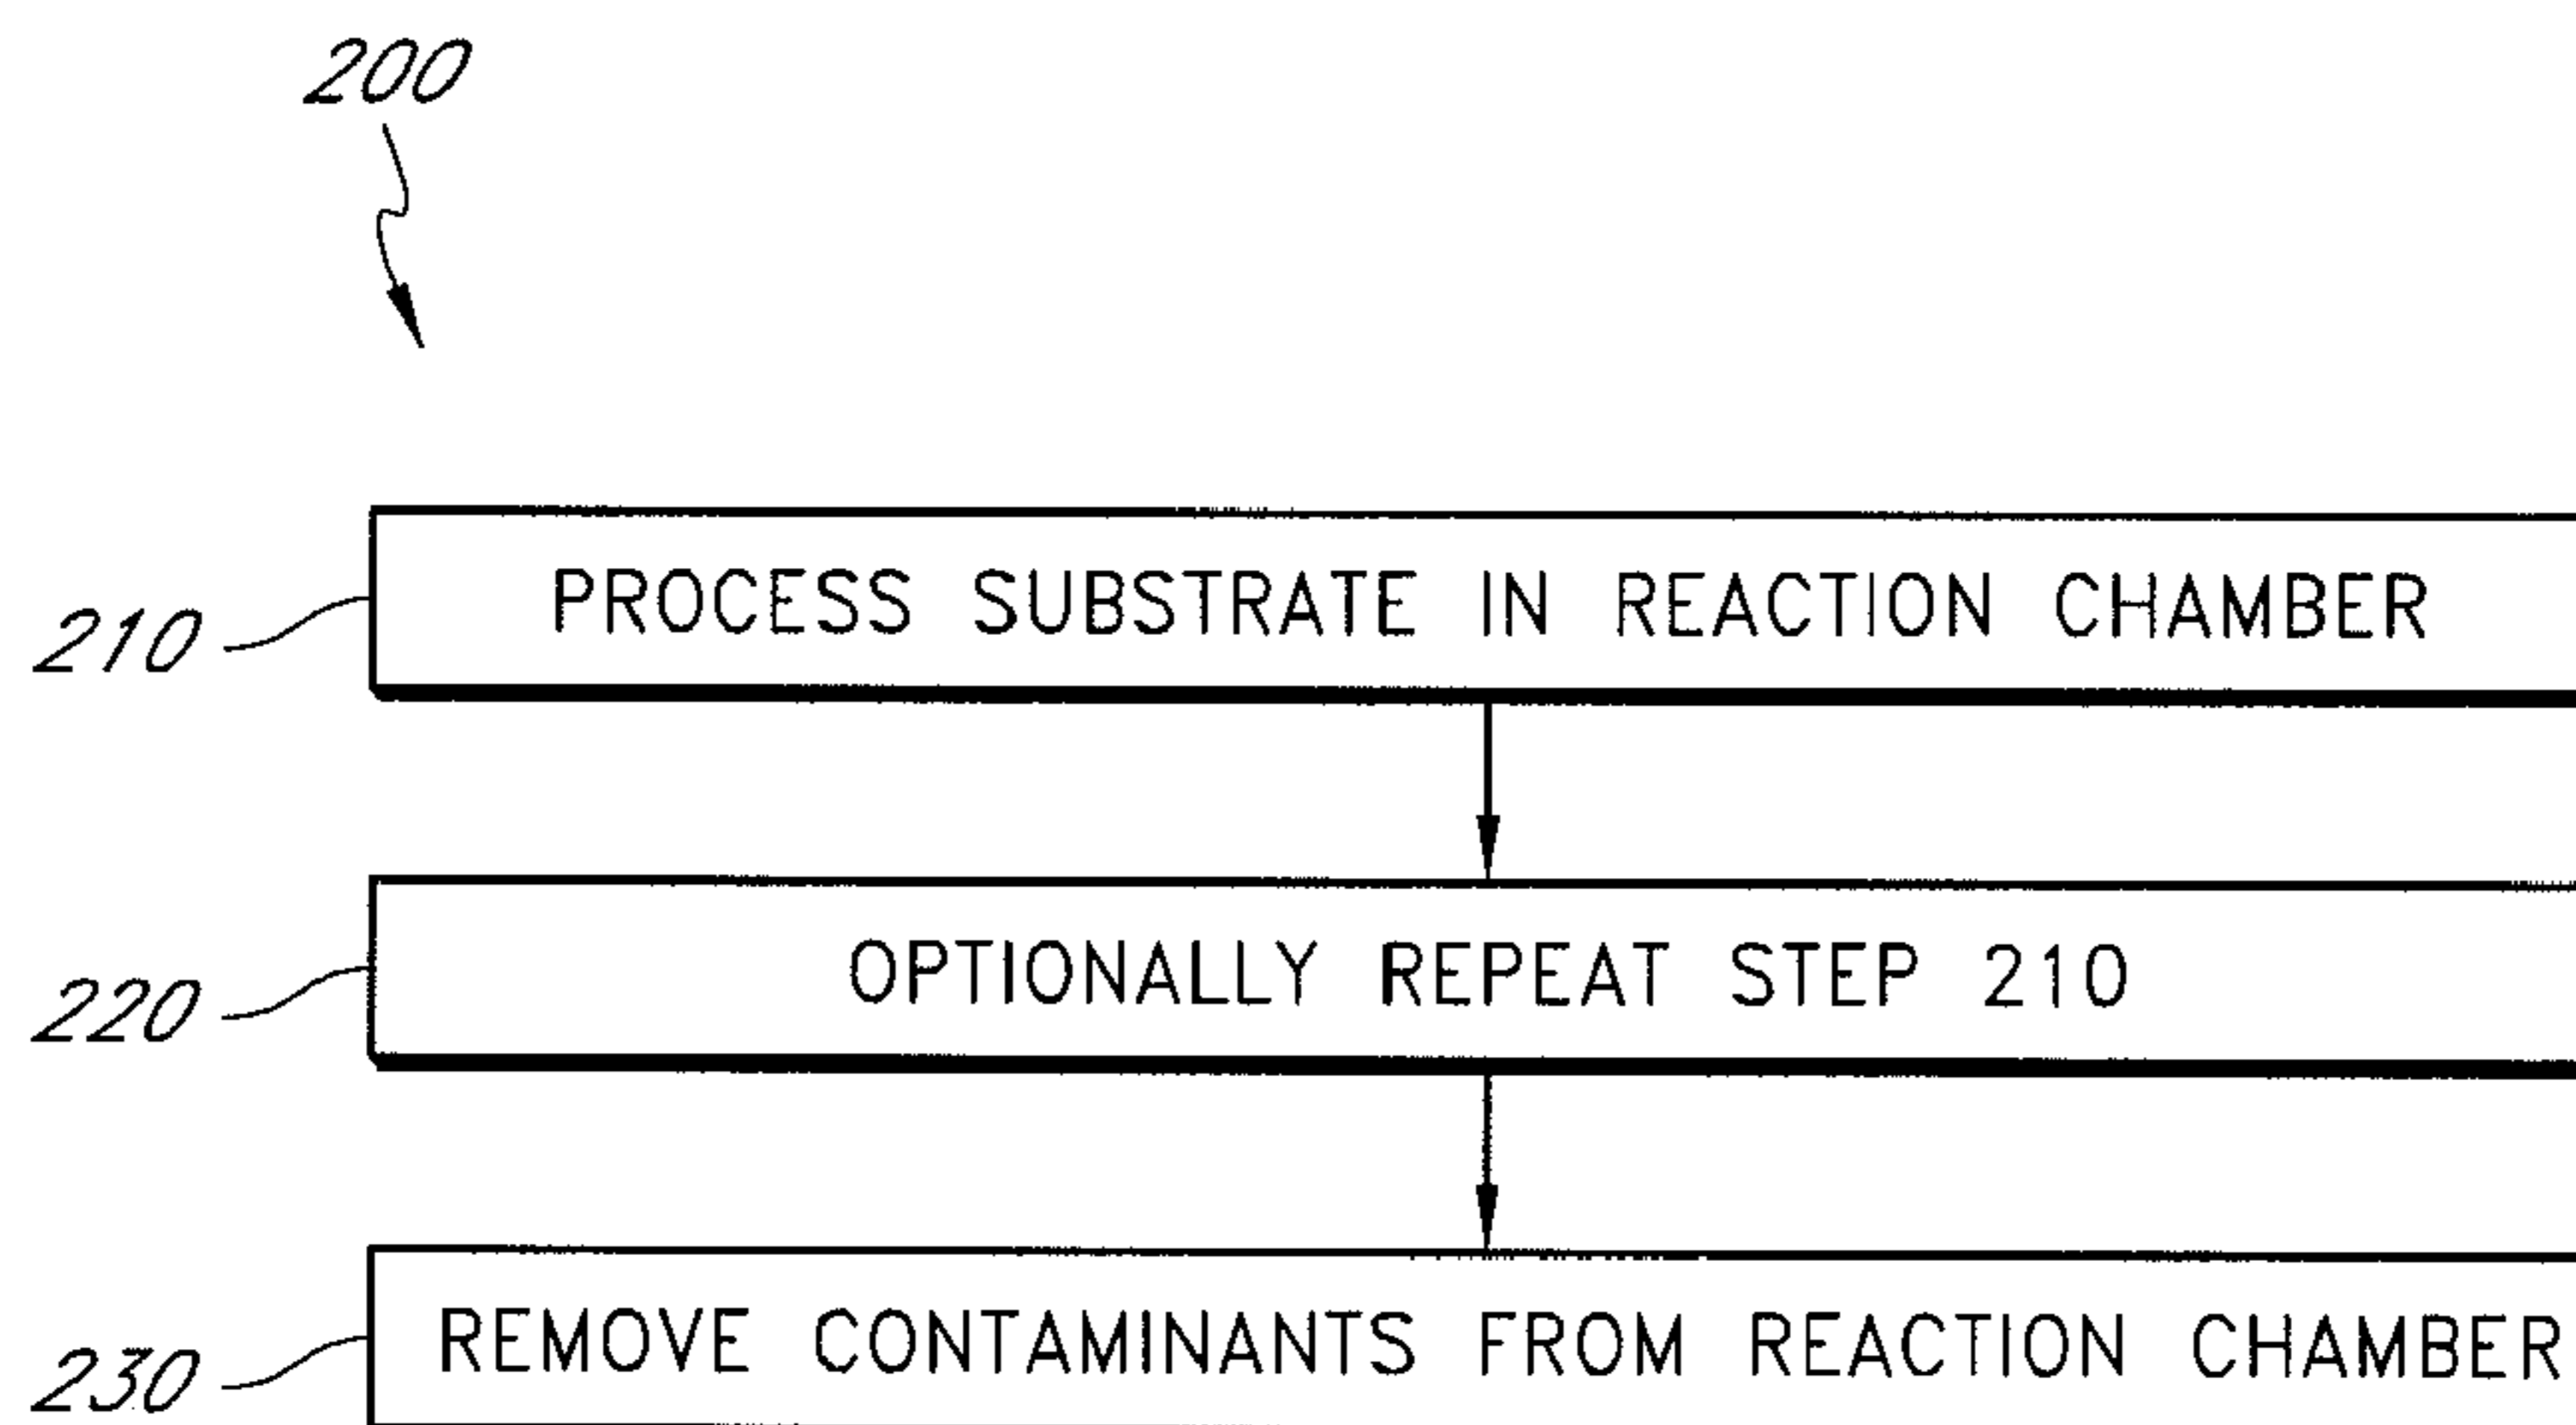 200
210 PROCESS SUBSTRATE IN REACTION CHAMBER
220 OPTIONALLY REPEAT STEP 210
230 REMOVE CONTAMINANTS FROM REACTION CHAMBER